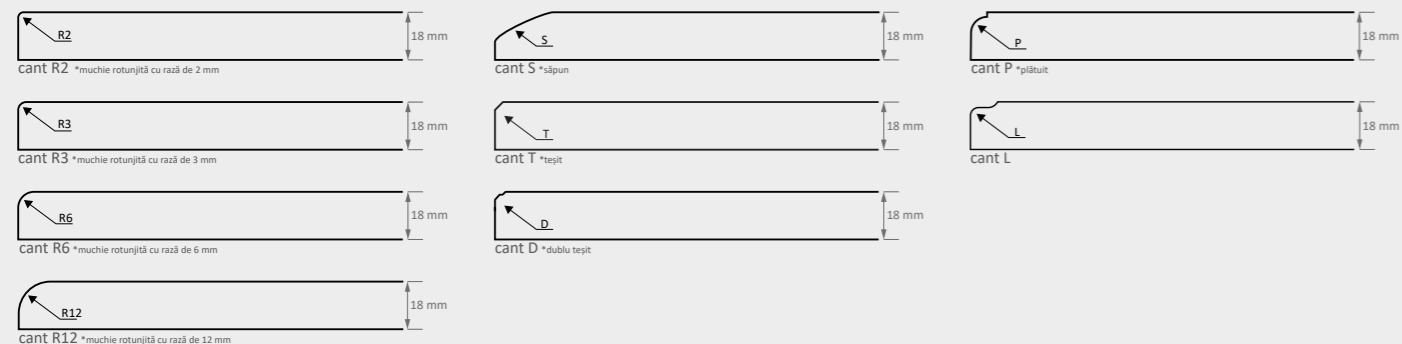 R2
18 mm
cant R2 *muchie rotunjită cu rază de 2 mm
R3
18 mm
cant R3 *muchie rotunjită cu rază de 3 mm
R6
18 mm
cant R6 *muchie rotunjită cu rază de 6 mm
R12
18 mm
cant R12 *muchie rotunjită cu rază de 12 mm
S
18 mm
cant S *săpun
T
18 mm
cant T *teșit
D
18 mm
cant D *dublu teșit
P
18 mm
cant P *plătuit
L
18 mm
cant L